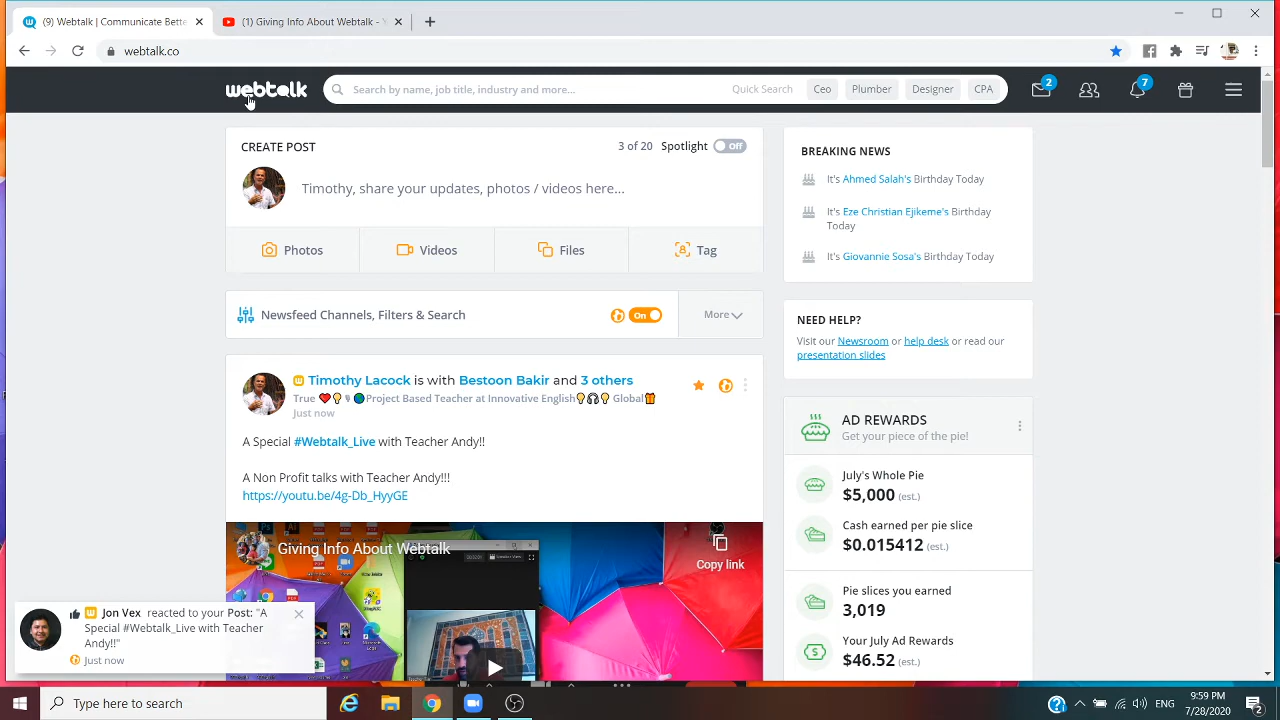 (9) Webtalk | Communicate Bette
(1) Giving Info About Webtalk - Y
webtalk.co
webtalk
Search by name, job title, industry and more...
Quick Search
Ceo
Plumber
Designer
CPA
2
7
CREATE POST
3 of 20
Spotlight
Off
Timothy, share your updates, photos / videos here...
Photos
Videos
Files
Tag
Newsfeed Channels, Filters & Search
On
More
Timothy Lacock is with Bestoon Bakir and 3 others
True ❤️💡🎙🌎Project Based Teacher at Innovative English💡🎧💡 Global🎁
Just now
A Special #Webtalk_Live with Teacher Andy!!
A Non Profit talks with Teacher Andy!!!
https://youtu.be/4g-Db_HyyGE
Giving Info About Webtalk
Copy link
Jon Vex reacted to your Post: "A
Special #Webtalk_Live with Teacher
Andy!!"
Just now
BREAKING NEWS
It's Ahmed Salah's Birthday Today
It's Eze Christian Ejikeme's Birthday
Today
It's Giovannie Sosa's Birthday Today
NEED HELP?
Visit our Newsroom or help desk or read our
presentation slides
AD REWARDS
Get your piece of the pie!
July's Whole Pie
$5,000 (est.)
Cash earned per pie slice
$0.015412 (est.)
Pie slices you earned
3,019
Your July Ad Rewards
$46.52 (est.)
Type here to search
ENG
9:59 PM
7/28/2020
2